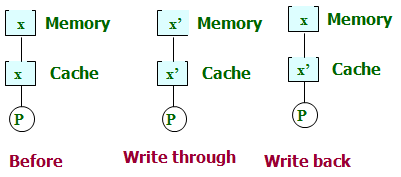 x Memory x’ Memory x Memory
x Cache x’ Cache x’ Cache
P P P
Before Write through Write back